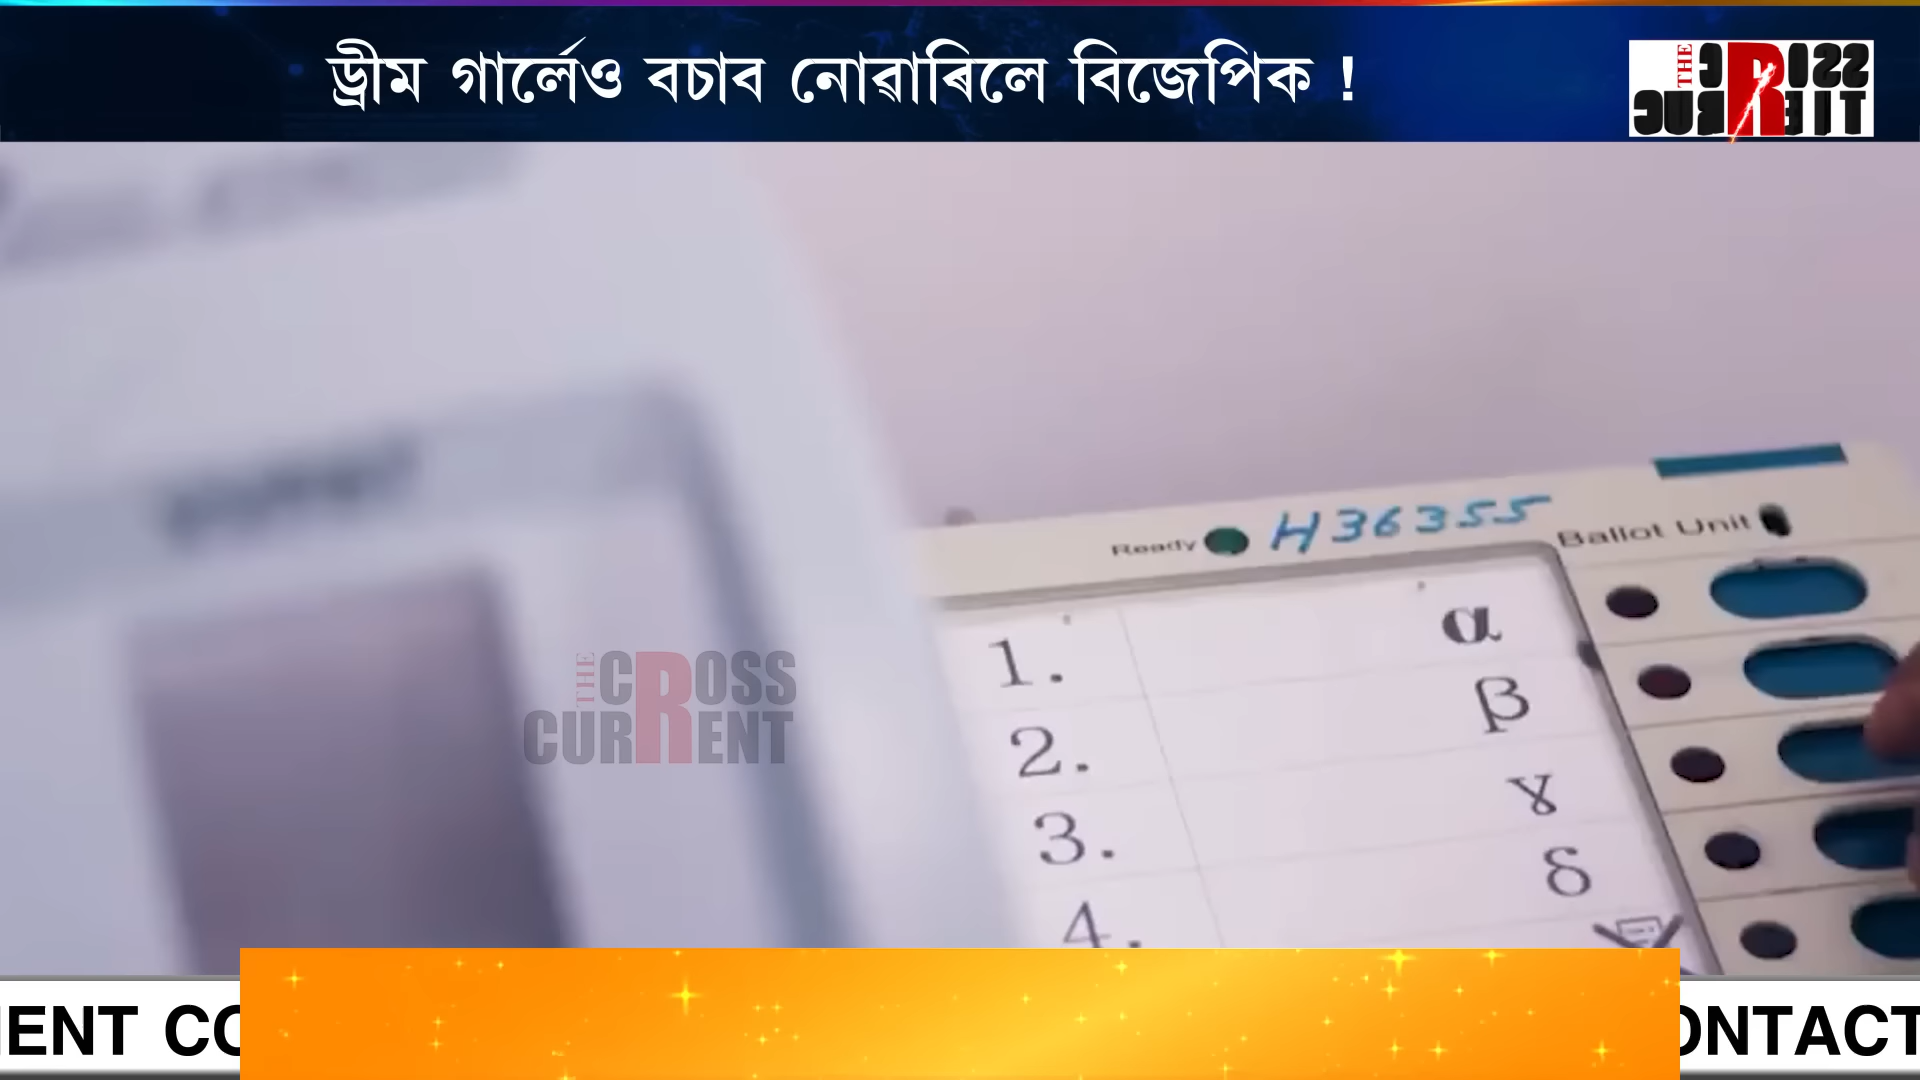 ড্ৰীম গাৰ্লেও বচাব নোৱাৰিলে বিজেপিক !
THE CROSS
CURRENT
Ready H36355 Ballot Unit
1. α
2. β
3. γ
4. δ
THE CROSS
CURRENT
ENT CO
ONTACT